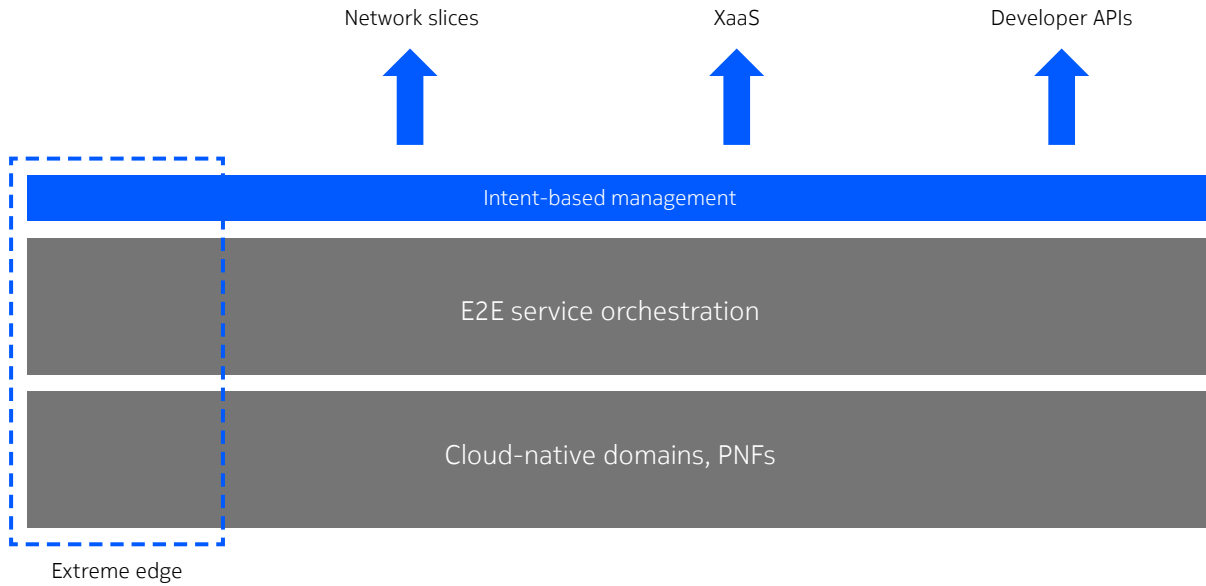 Network slices
XaaS
Developer APIs
Intent-based management
E2E service orchestration
Cloud-native domains, PNFs
Extreme edge